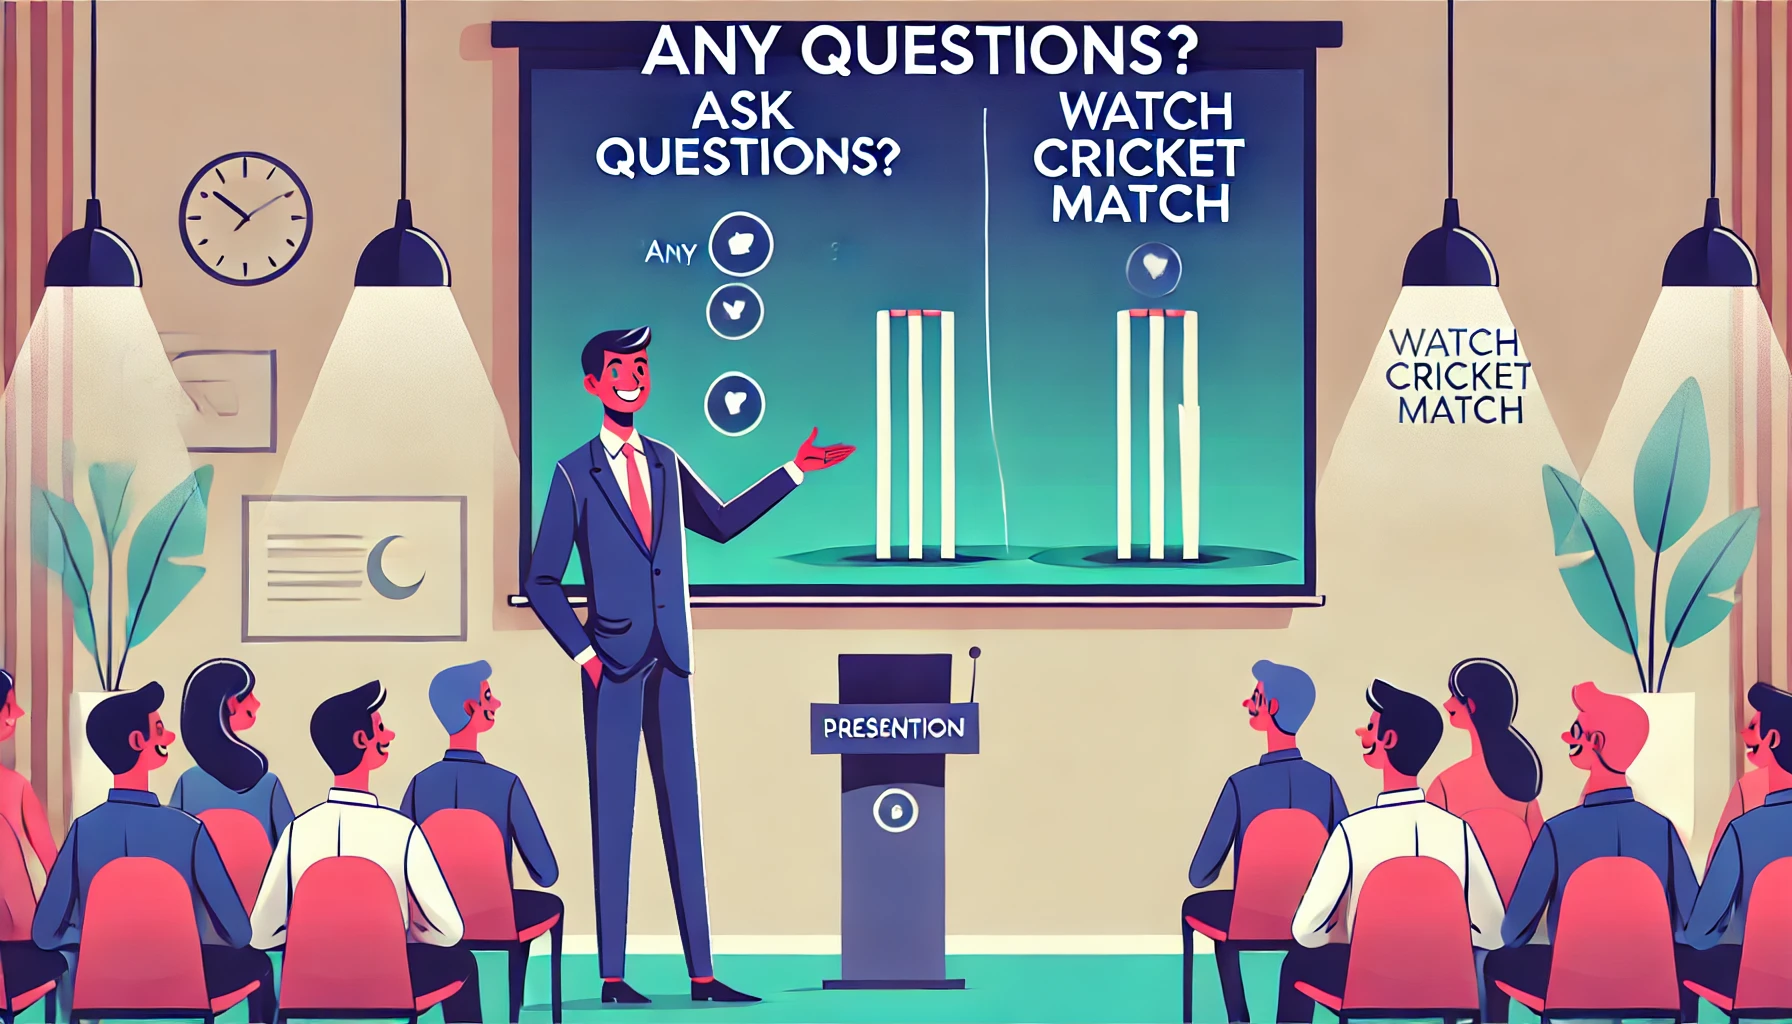 ANY QUESTIONS?
ASK
QUESTIONS?
WATCH
CRICKET
MATCH
ANY
WATCH
CRICKET
MATCH
PRESENTION